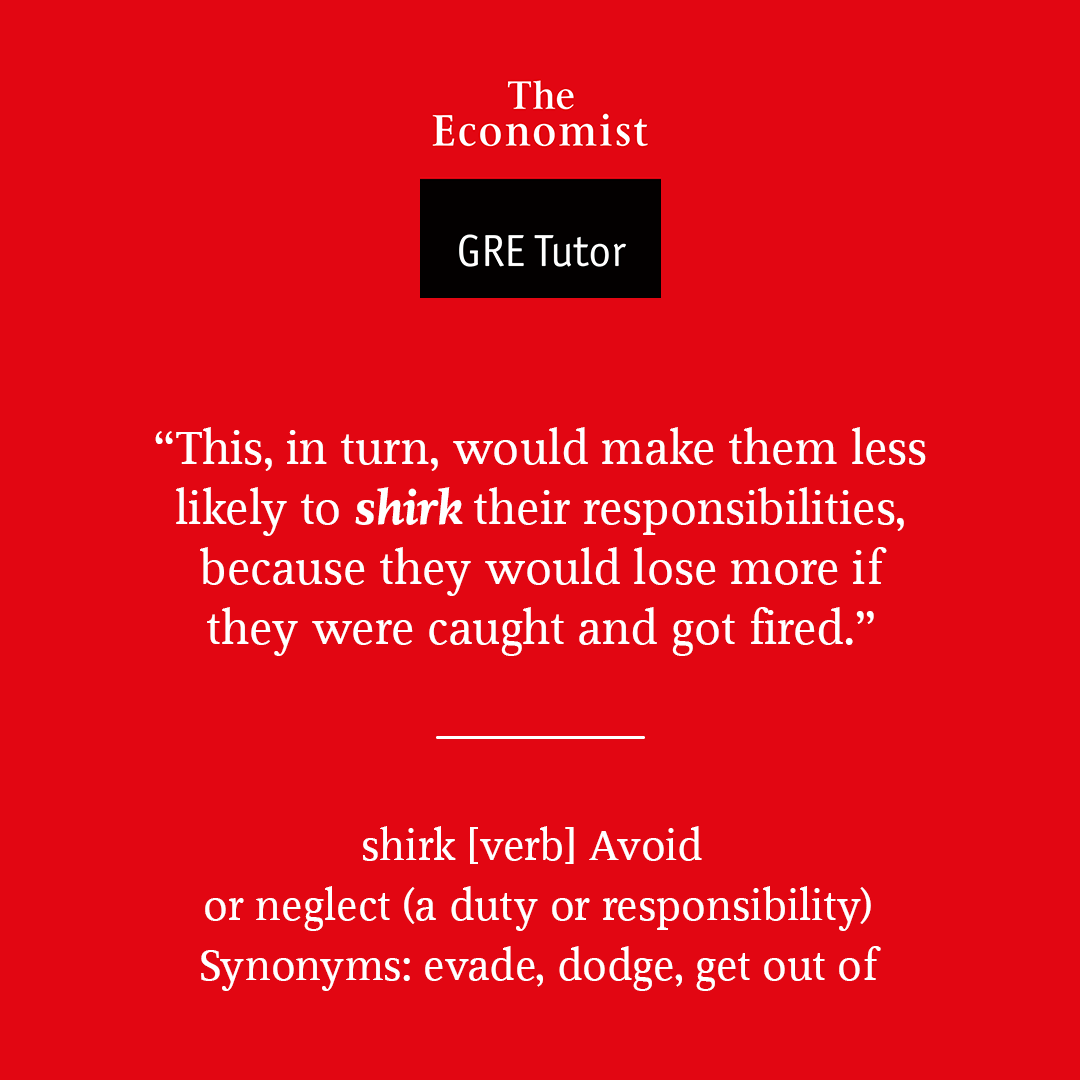 The
Economist
GRE Tutor
“This, in turn, would make them less
likely to shirk their responsibilities,
because they would lose more if
they were caught and got fired.”
shirk [verb] Avoid
or neglect (a duty or responsibility)
Synonyms: evade, dodge, get out of